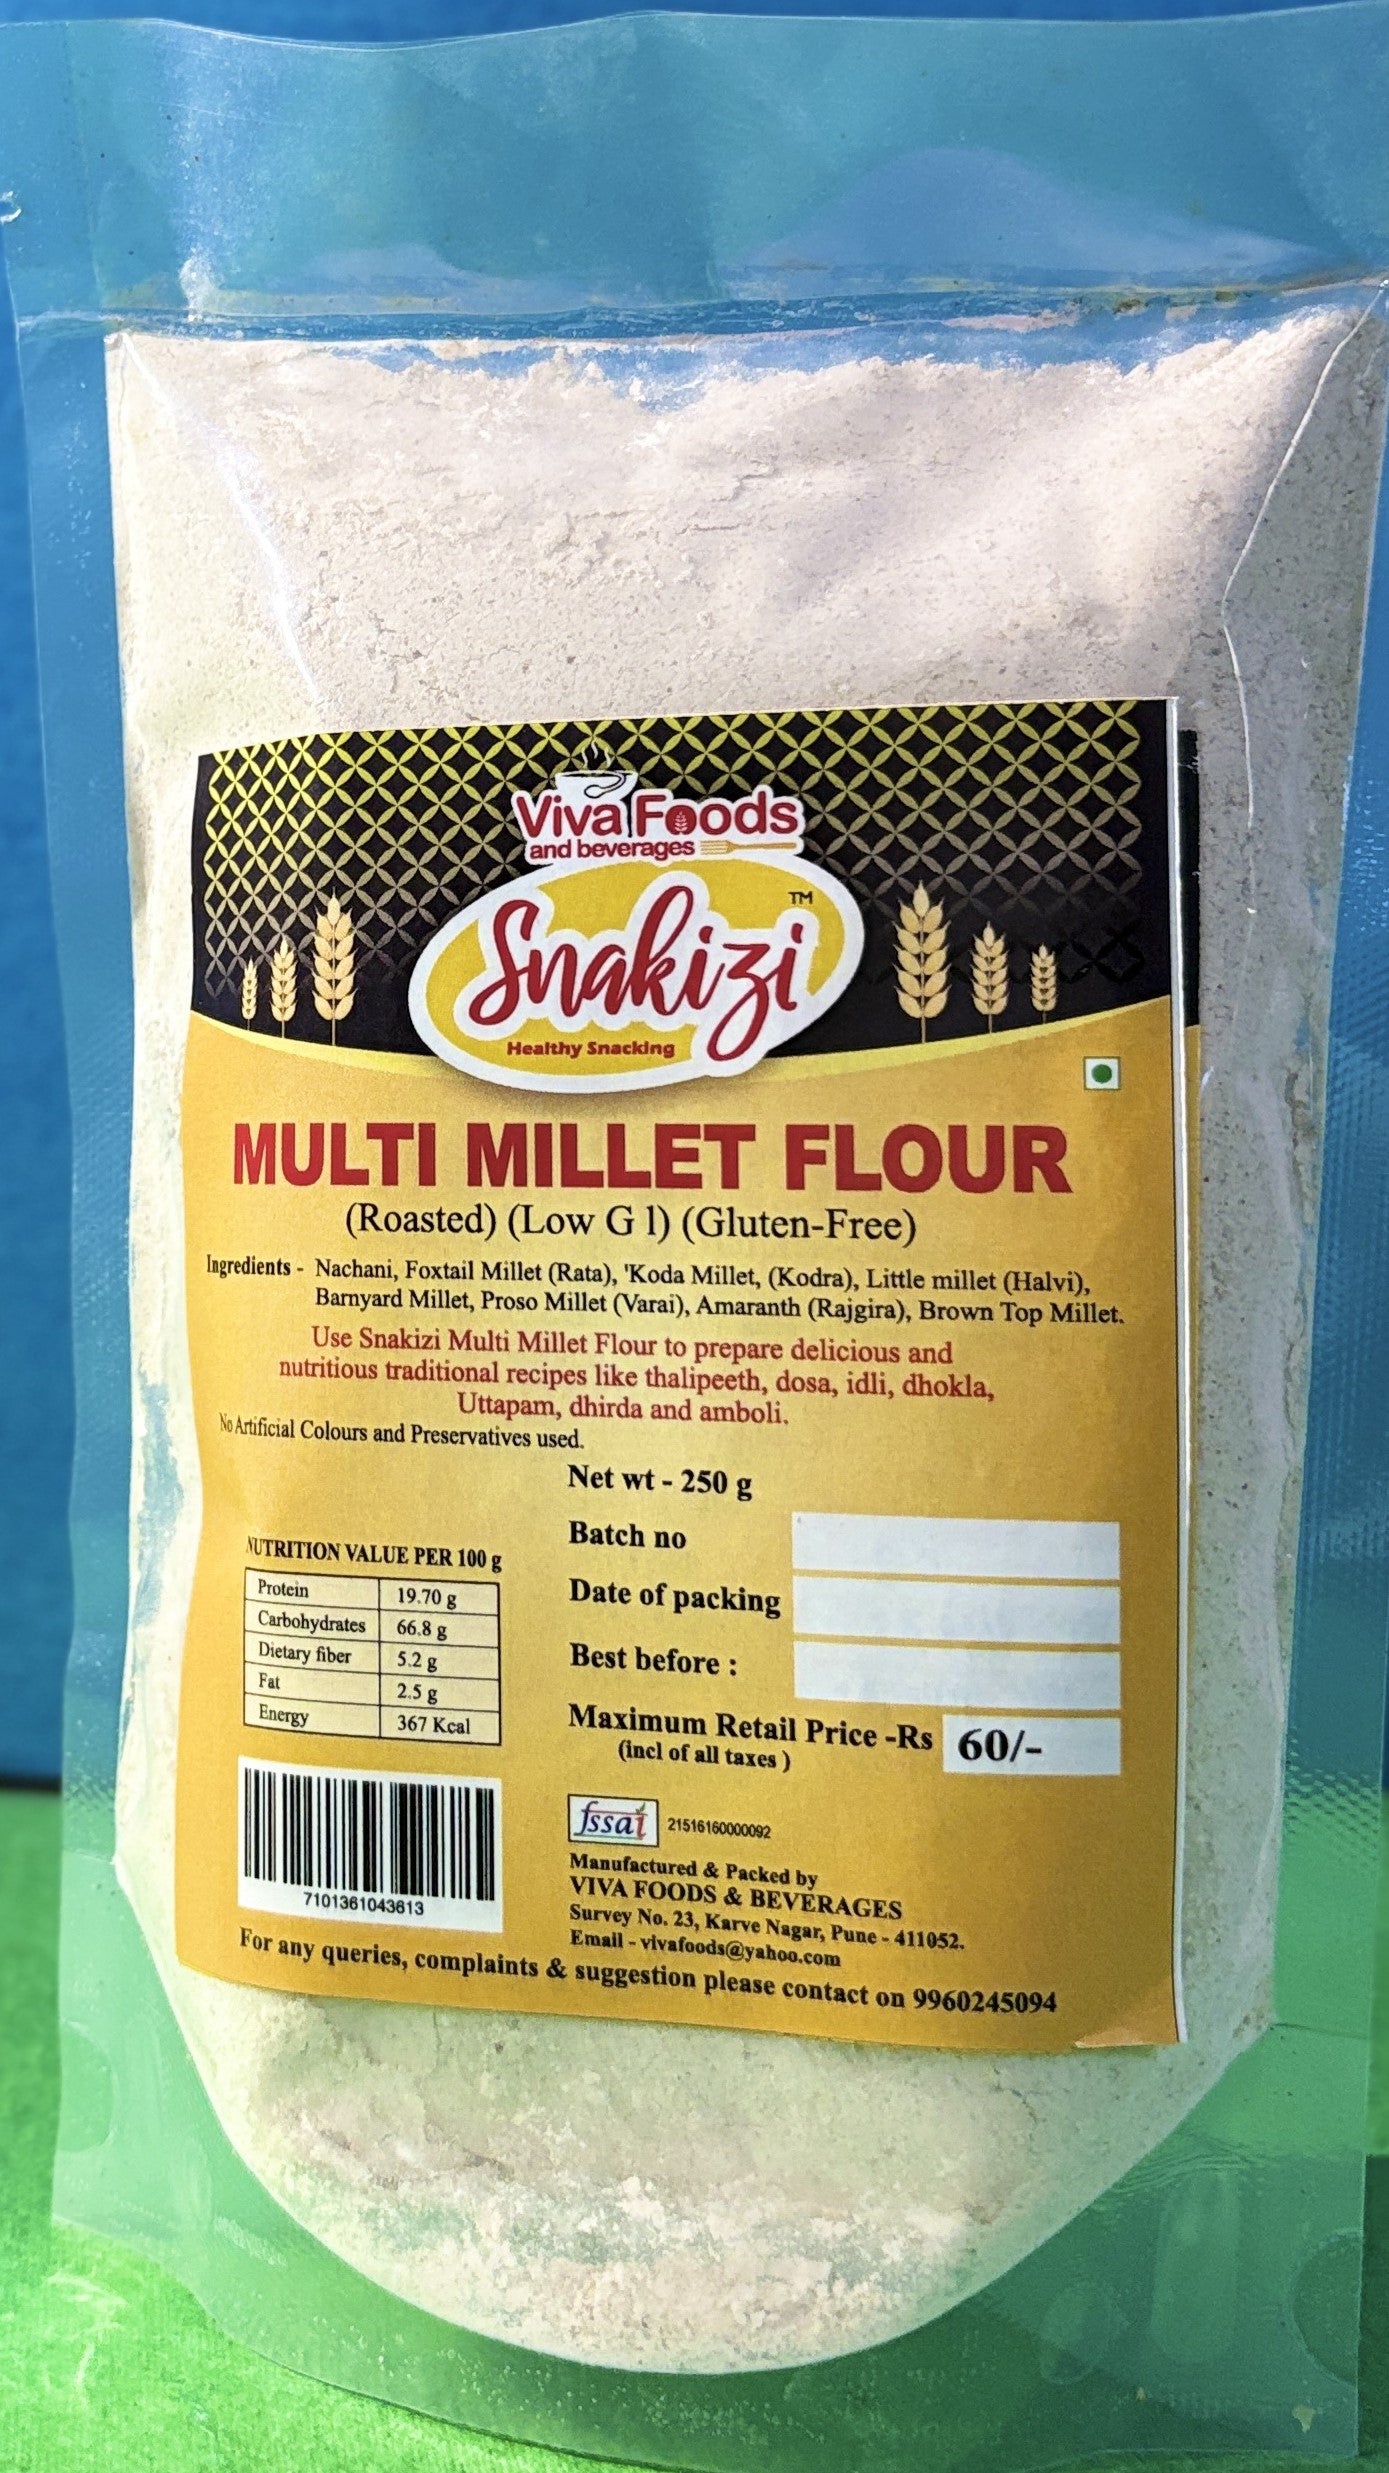 Viva Foods
and beverages
Snakizi TM
Healthy Snacking
MULTI MILLET FLOUR
(Roasted) (Low G l) (Gluten-Free)
Ingredients - Nachani, Foxtail Millet (Rata), 'Koda Millet, (Kodra), Little millet (Halvi),
Barnyard Millet, Proso Millet (Varai), Amaranth (Rajgira), Brown Top Millet.
Use Snakizi Multi Millet Flour to prepare delicious and
nutritious traditional recipes like thalipeeth, dosa, idli, dhokla,
Uttapam, dhirda and amboli.
No Artificial Colours and Preservatives used.
Net wt - 250 g
Batch no
Date of packing
Best before :
Maximum Retail Price -Rs 60/-
(incl of all taxes )
NUTRITION VALUE PER 100 g
Protein 19.70 g
Carbohydrates 66.8 g
Dietary fiber 5.2 g
Fat 2.5 g
Energy 367 Kcal
7101361043613
fssai 21516160000092
Manufactured & Packed by
VIVA FOODS & BEVERAGES
Survey No. 23, Karve Nagar, Pune - 411052.
Email - vivafoods@yahoo.com
For any queries, complaints & suggestion please contact on 9960245094